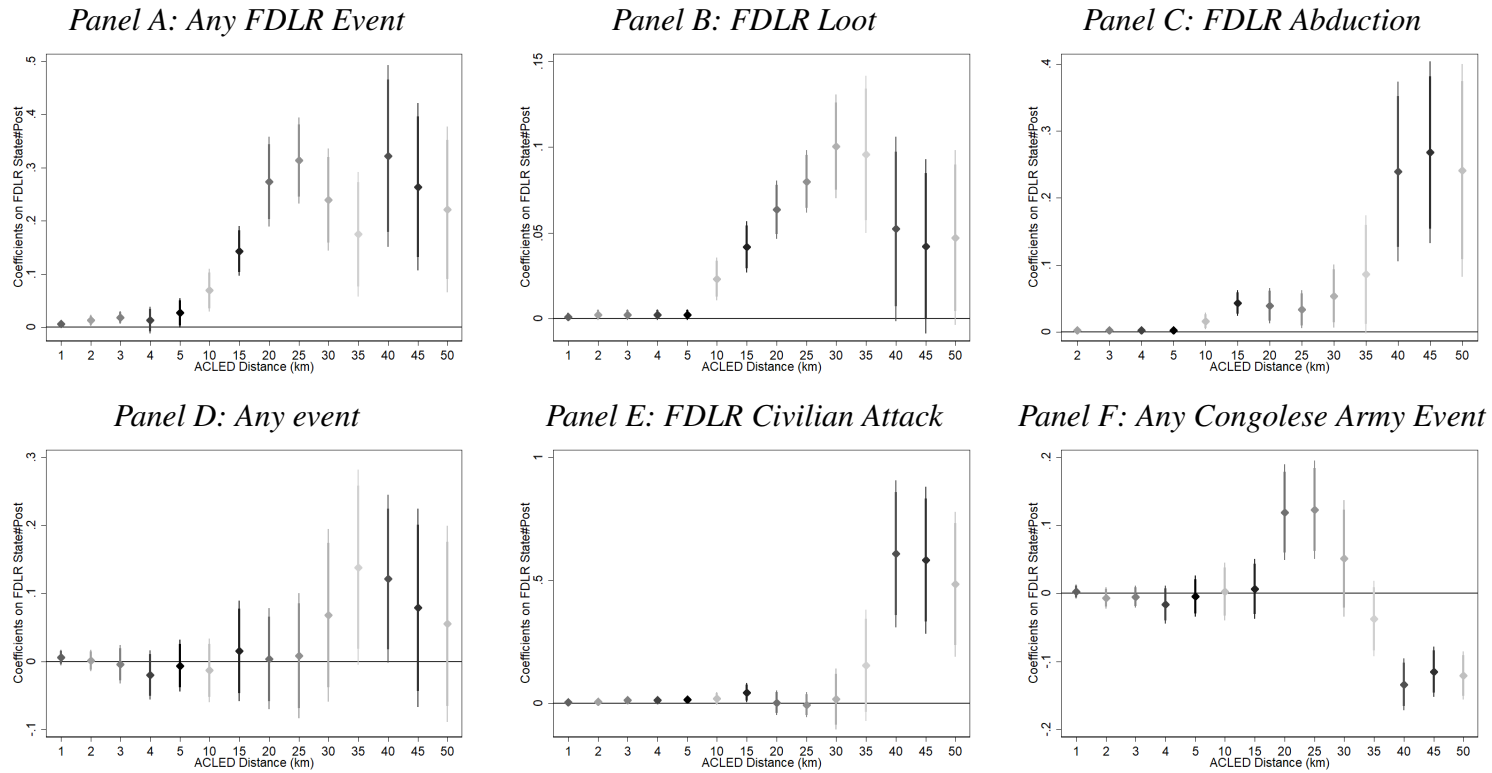 Panel A: Any FDLR Event
Coefficients on FDLR State#Post
.5
.4
.3
.2
.1
0
1 2 3 4 5 10 15 20 25 30 35 40 45 50
ACLED Distance (km)
Panel B: FDLR Loot
Coefficients on FDLR State#Post
.15
.1
.05
0
1 2 3 4 5 10 15 20 25 30 35 40 45 50
ACLED Distance (km)
Panel C: FDLR Abduction
Coefficients on FDLR State#Post
.4
.3
.2
.1
0
2 3 4 5 10 15 20 25 30 35 40 45 50
ACLED Distance (km)
Panel D: Any event
Coefficients on FDLR State#Post
.3
.2
.1
0
-.1
1 2 3 4 5 10 15 20 25 30 35 40 45 50
ACLED Distance (km)
Panel E: FDLR Civilian Attack
Coefficients on FDLR State#Post
1
.5
0
1 2 3 4 5 10 15 20 25 30 35 40 45 50
ACLED Distance (km)
Panel F: Any Congolese Army Event
Coefficients on FDLR State#Post
.2
.1
0
-.1
-.2
1 2 3 4 5 10 15 20 25 30 35 40 45 50
ACLED Distance (km)